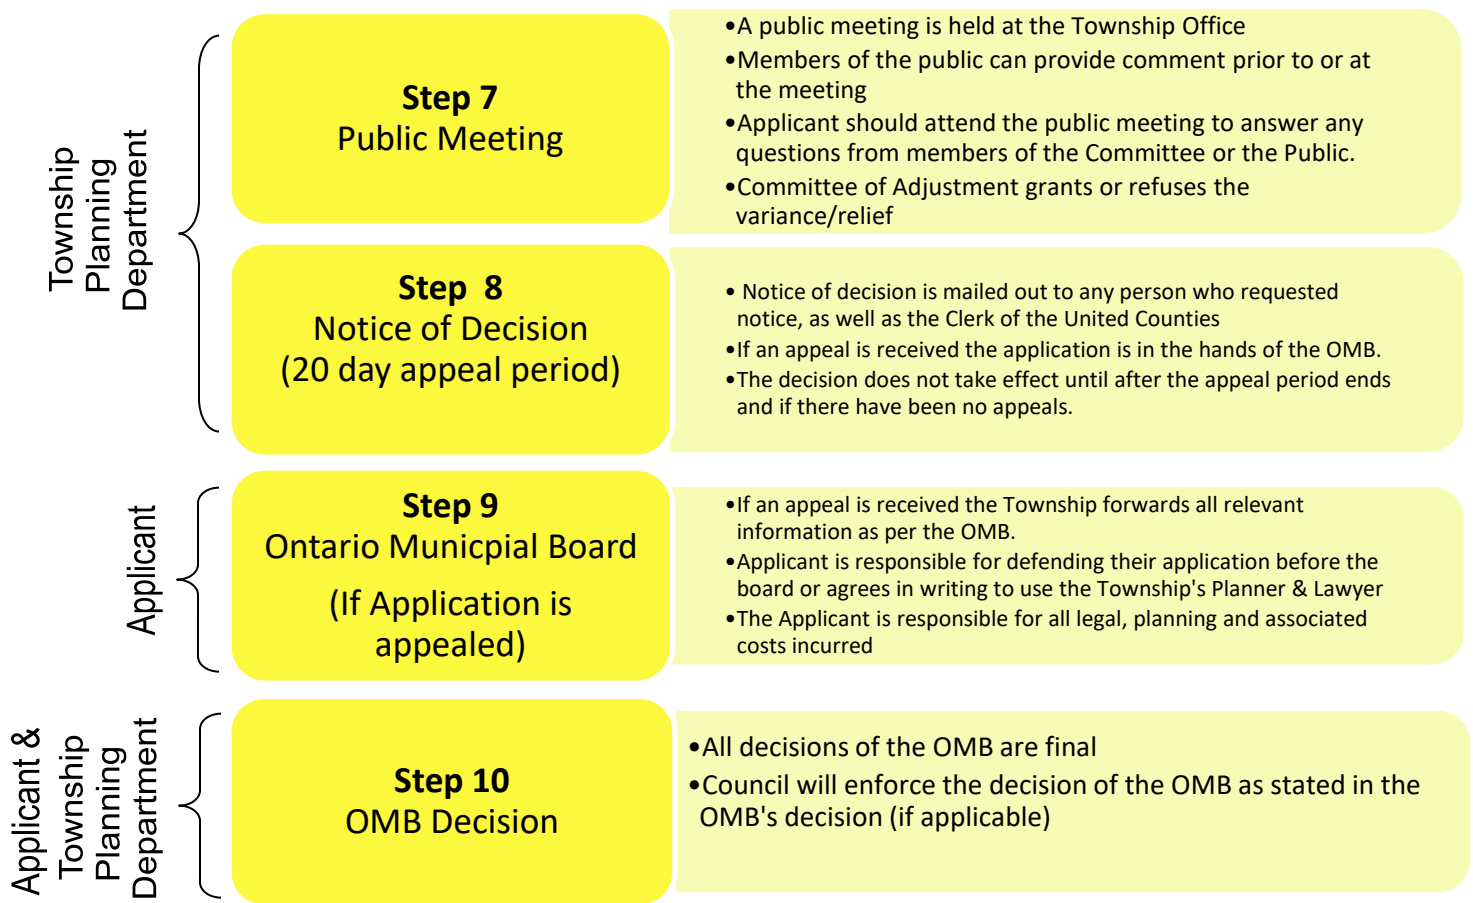 Township
Planning
Department
Step 7
Public Meeting
•A public meeting is held at the Township Office
•Members of the public can provide comment prior to or at
the meeting
•Applicant should attend the public meeting to answer any
questions from members of the Committee or the Public.
•Committee of Adjustment grants or refuses the
variance/relief
Step 8
Notice of Decision
(20 day appeal period)
• Notice of decision is mailed out to any person who requested
notice, as well as the Clerk of the United Counties
•If an appeal is received the application is in the hands of the OMB.
•The decision does not take effect until after the appeal period ends
and if there have been no appeals.
Applicant
Step 9
Ontario Municpial Board
(If Application is
appealed)
•If an appeal is received the Township forwards all relevant
information as per the OMB.
•Applicant is responsible for defending their application before the
board or agrees in writing to use the Township's Planner & Lawyer
•The Applicant is responsible for all legal, planning and associated
costs incurred
Applicant &
Township
Planning
Department
Step 10
OMB Decision
•All decisions of the OMB are final
•Council will enforce the decision of the OMB as stated in the
OMB's decision (if applicable)